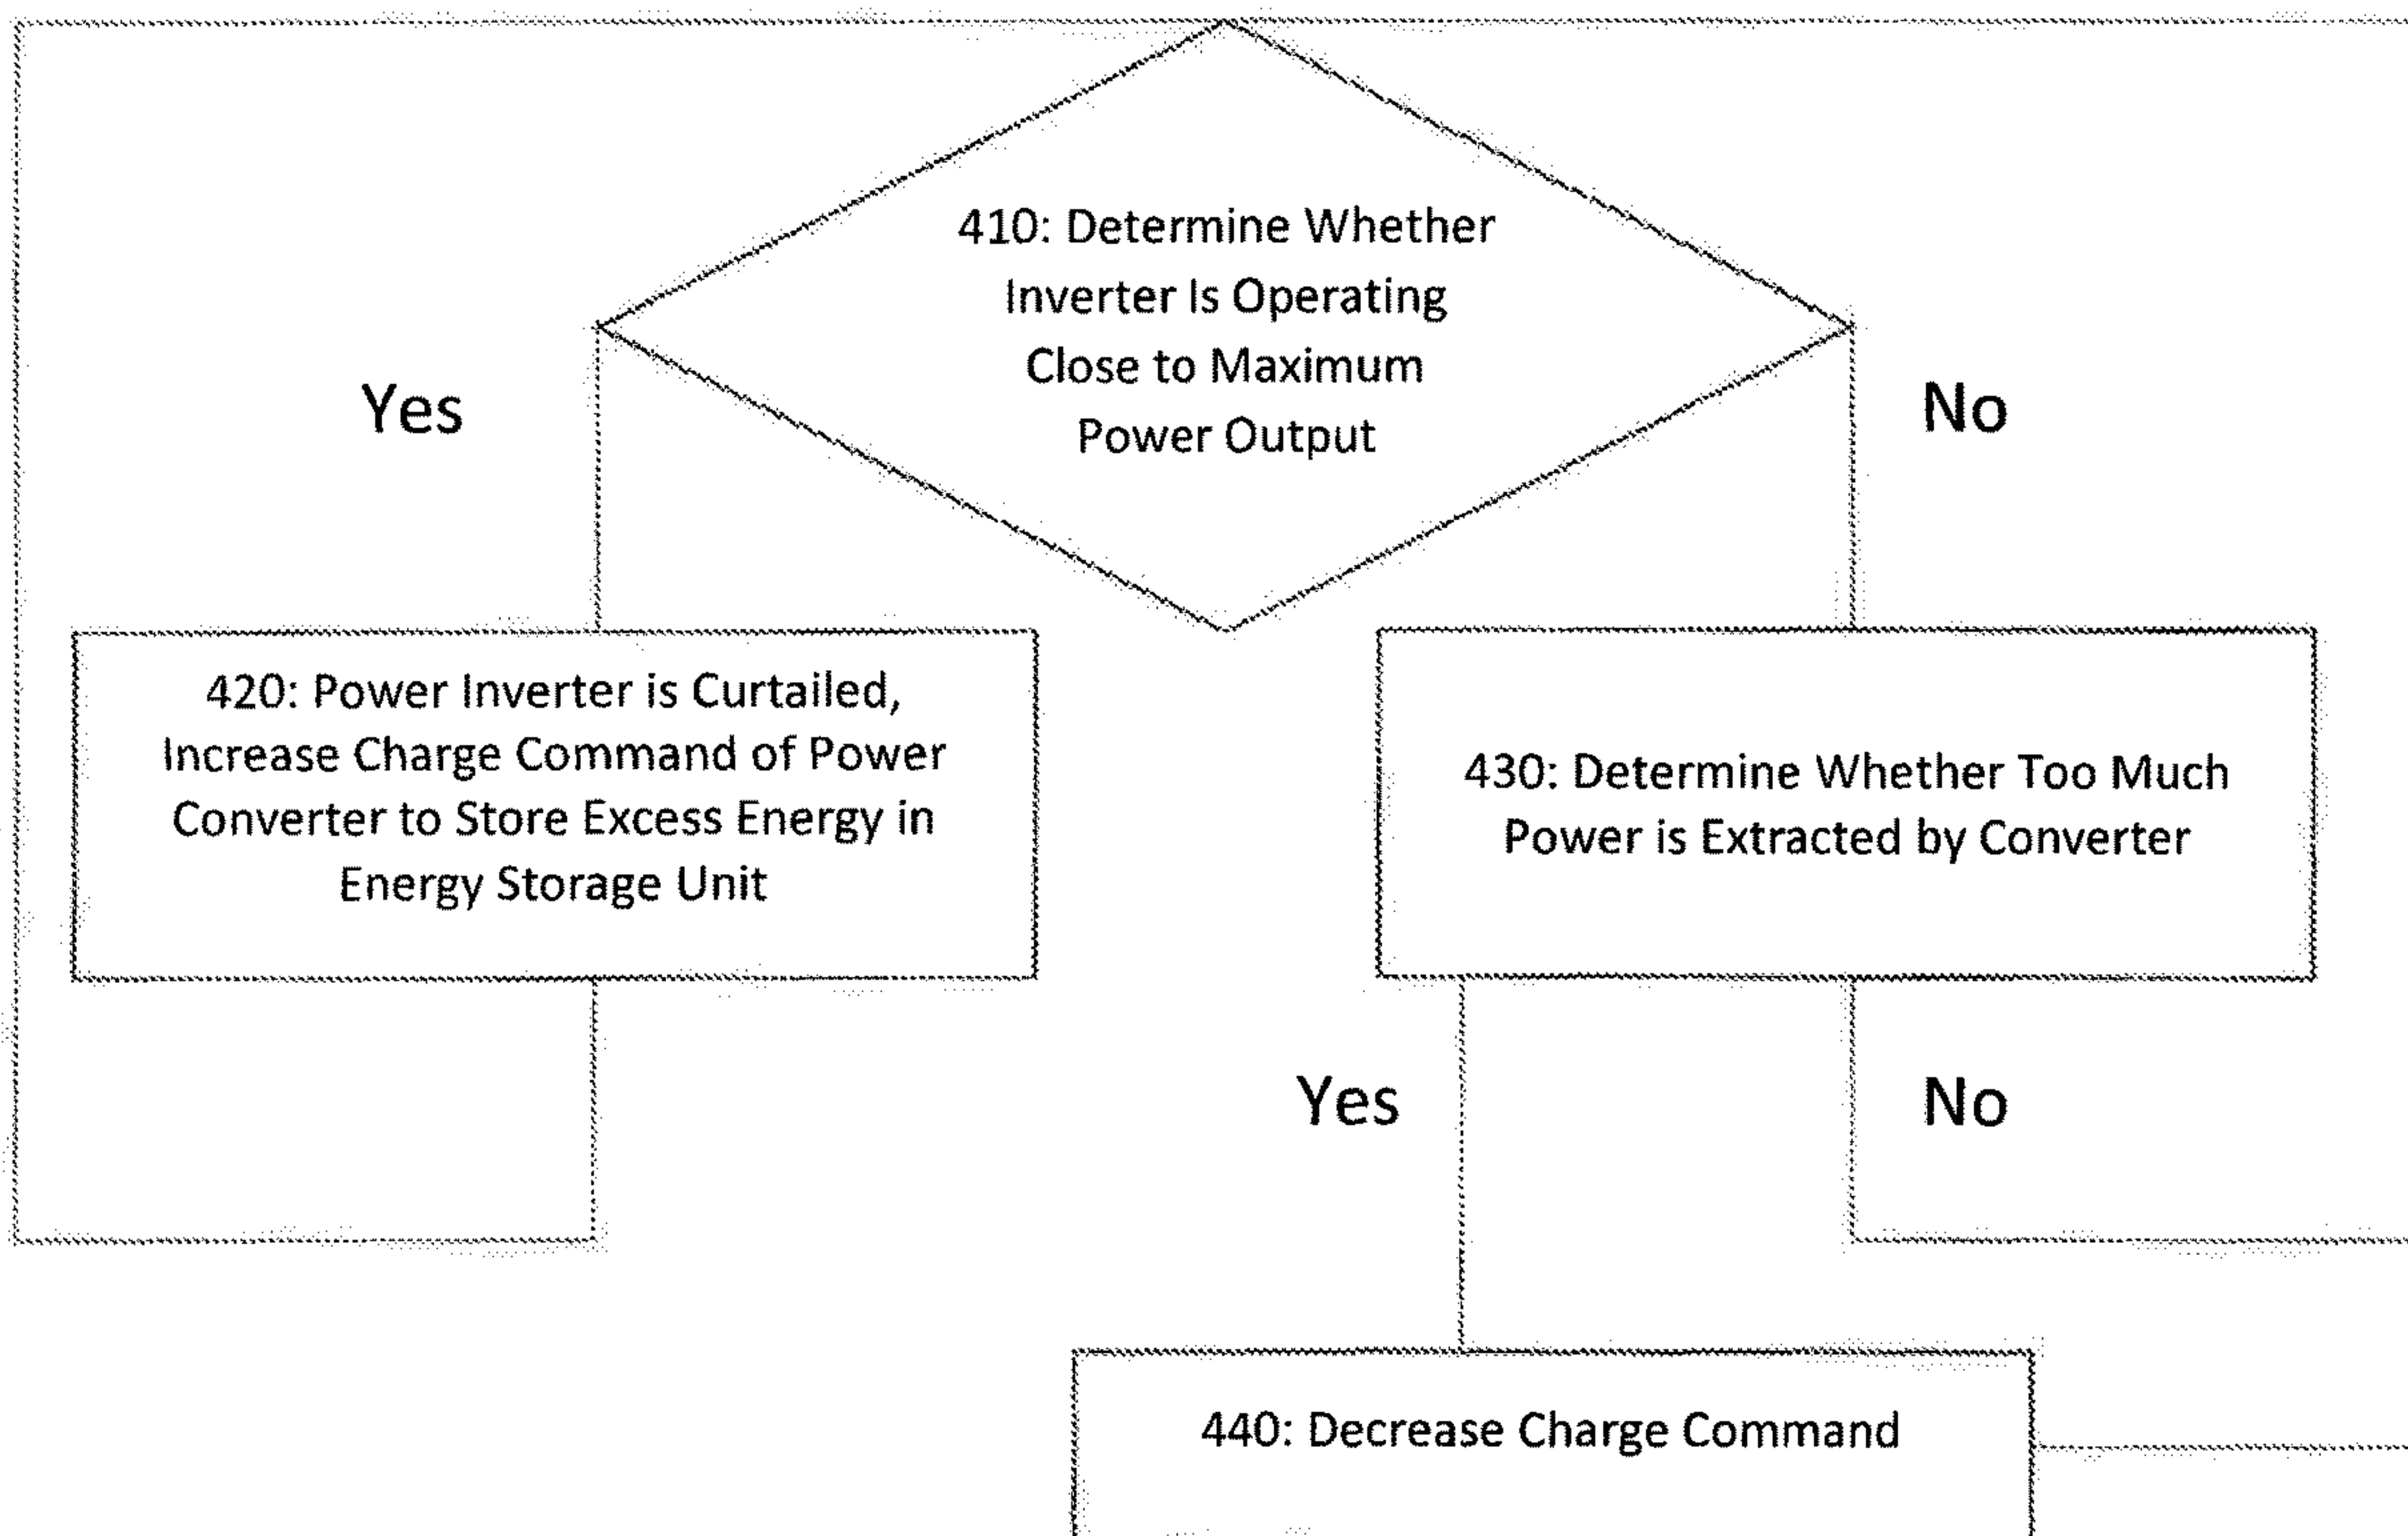 410: Determine Whether
Inverter Is Operating
Close to Maximum
Power Output
Yes
No
420: Power Inverter is Curtailed,
Increase Charge Command of Power
Converter to Store Excess Energy in
Energy Storage Unit
430: Determine Whether Too Much
Power is Extracted by Converter
Yes
No
440: Decrease Charge Command